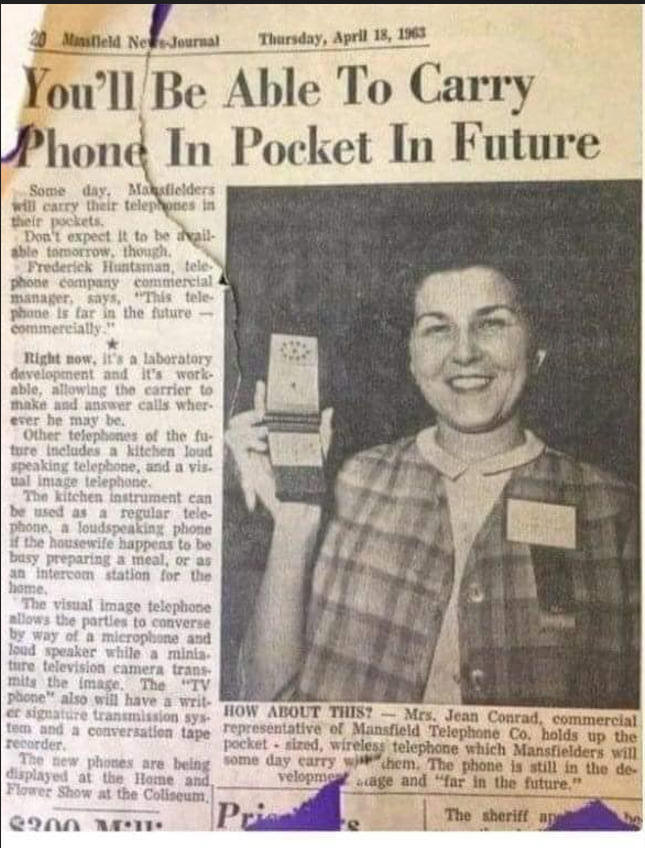 20 Mansfield News-Journal Thursday, April 18, 1963
You'll Be Able To Carry
Phone In Pocket In Future
Some day, Mansfielders
will carry their telephones in
their pockets.
Don't expect it to be avail-
able tomorrow, though.
Frederick Huntsman, tele-
phone company commercial
manager, says, "This tele-
phone is far in the future —
commercially."
★
Right now, it's a laboratory
development and it's work-
able, allowing the carrier to
make and answer calls wher-
ever he may be.
Other telephones of the fu-
ture includes a kitchen loud
speaking telephone, and a vis-
ual image telephone.
The kitchen instrument can
be used as a regular tele-
phone, a loudspeaking phone
if the housewife happens to be
busy preparing a meal, or as
an intercom station for the
home.
The visual image telephone
allows the parties to converse
by way of a microphone and
loud speaker while a minia-
ture television camera trans-
mits the image. The "TV
phone" also will have a writ-
er signature transmission sys-
tem and a conversation tape
recorder.
The new phones are being
displayed at the Home and
Flower Show at the Coliseum.
HOW ABOUT THIS? — Mrs. Jean Conrad, commercial
representative of Mansfield Telephone Co. holds up the
pocket - sized, wireless telephone which Mansfielders will
some day carry with them. The phone is still in the de-
velopment stage and "far in the future."
$200
The sheriff